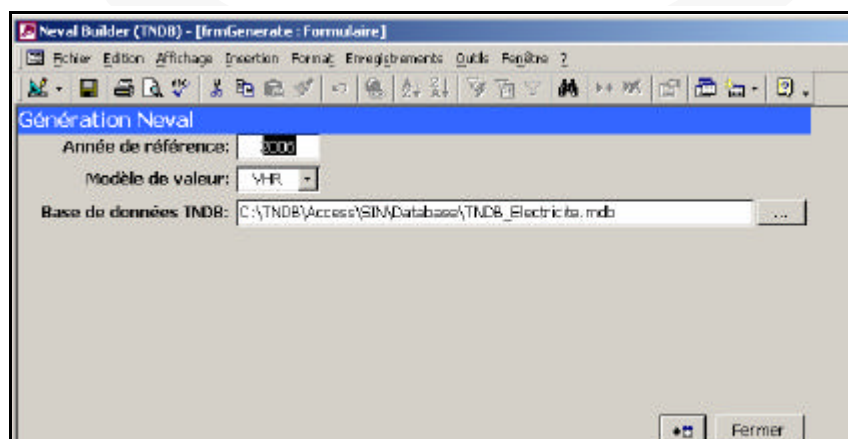 Neval Builder (TNDB) - [frmGenerate : Formulaire]
Fichier Edition Affichage Insertion Format Enregistrements Outils Fenêtre ?
Génération Neval
Année de référence: 2006
Modèle de valeur: VHR
Base de données TNDB: C:\TNDB\Access\SIN\Database\TNDB_Electricite.mdb ...
Fermer